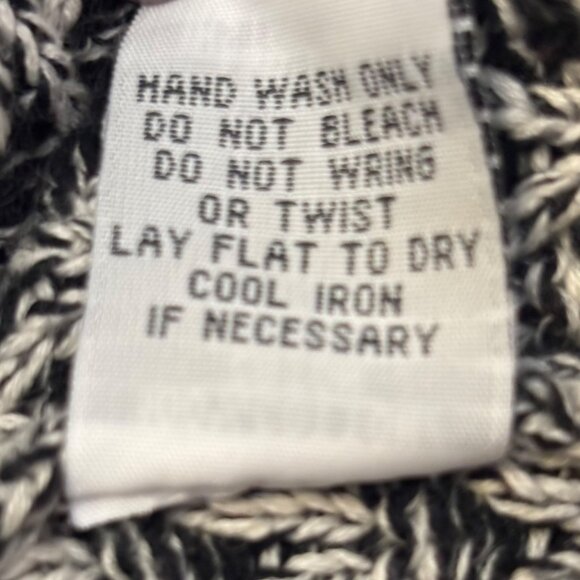 HAND WASH ONLY
DO NOT BLEACH
DO NOT WRING
OR TWIST
LAY FLAT TO DRY
COOL IRON
IF NECESSARY